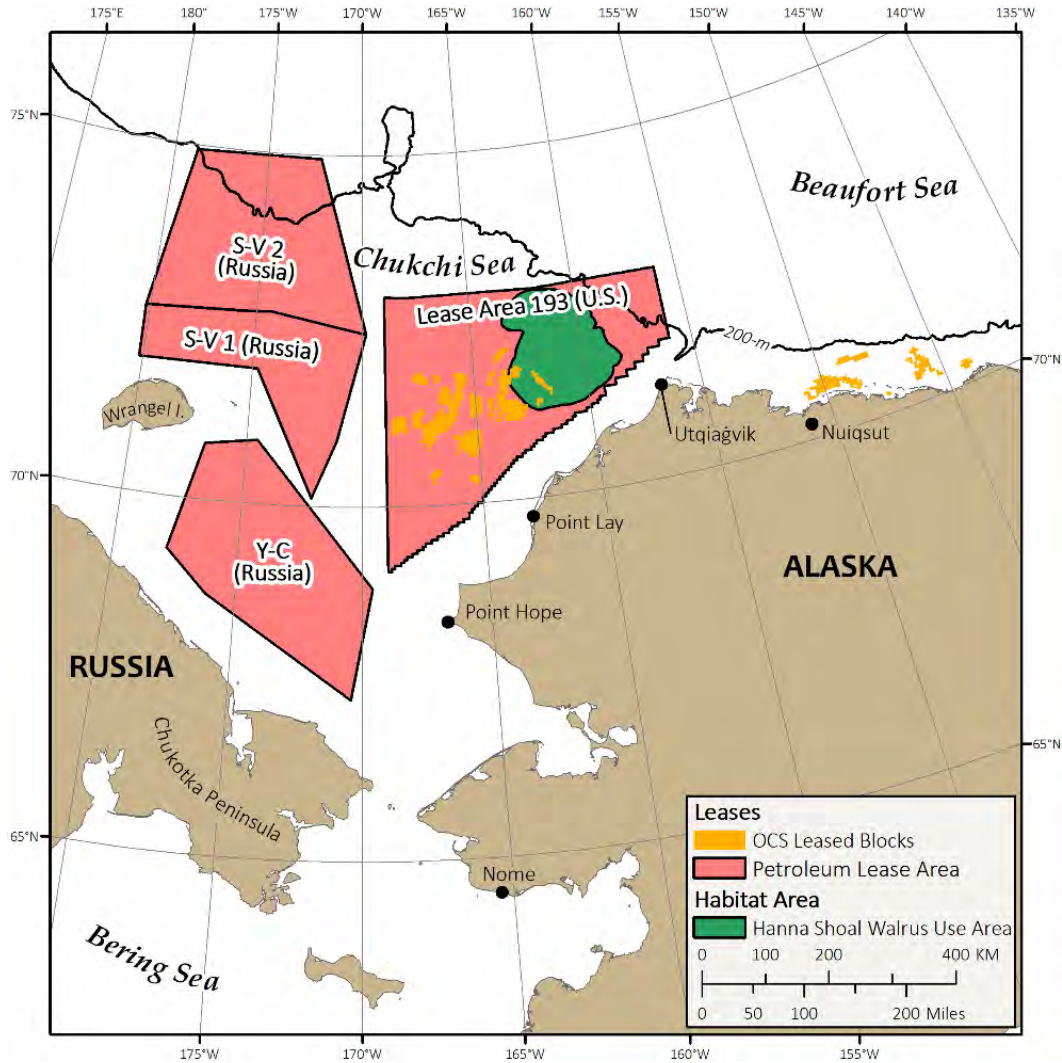 175°W 175°W 170°W 165°W 160°W 155°W 150°W 145°W 140°W 135°W
75°N
Beaufort Sea
S-V 2
(Russia)
Chukchi Sea
Lease Area 193 (U.S.)
S-V 1 (Russia)
200-m
70°N
Wrangel I.
Utqiaġvik
Nuiqsut
70°N
Point Lay
Y-C
(Russia)
ALASKA
Point Hope
RUSSIA
Chukotka Peninsula
65°N
65°N
Nome
Bering Sea
Leases
OCS Leased Blocks
Petroleum Lease Area
Habitat Area
Hanna Shoal Walrus Use Area
0 100 200 400 KM
0 50 100 200 Miles
180°W 175°W 170°W 165°W 160°W 155°W